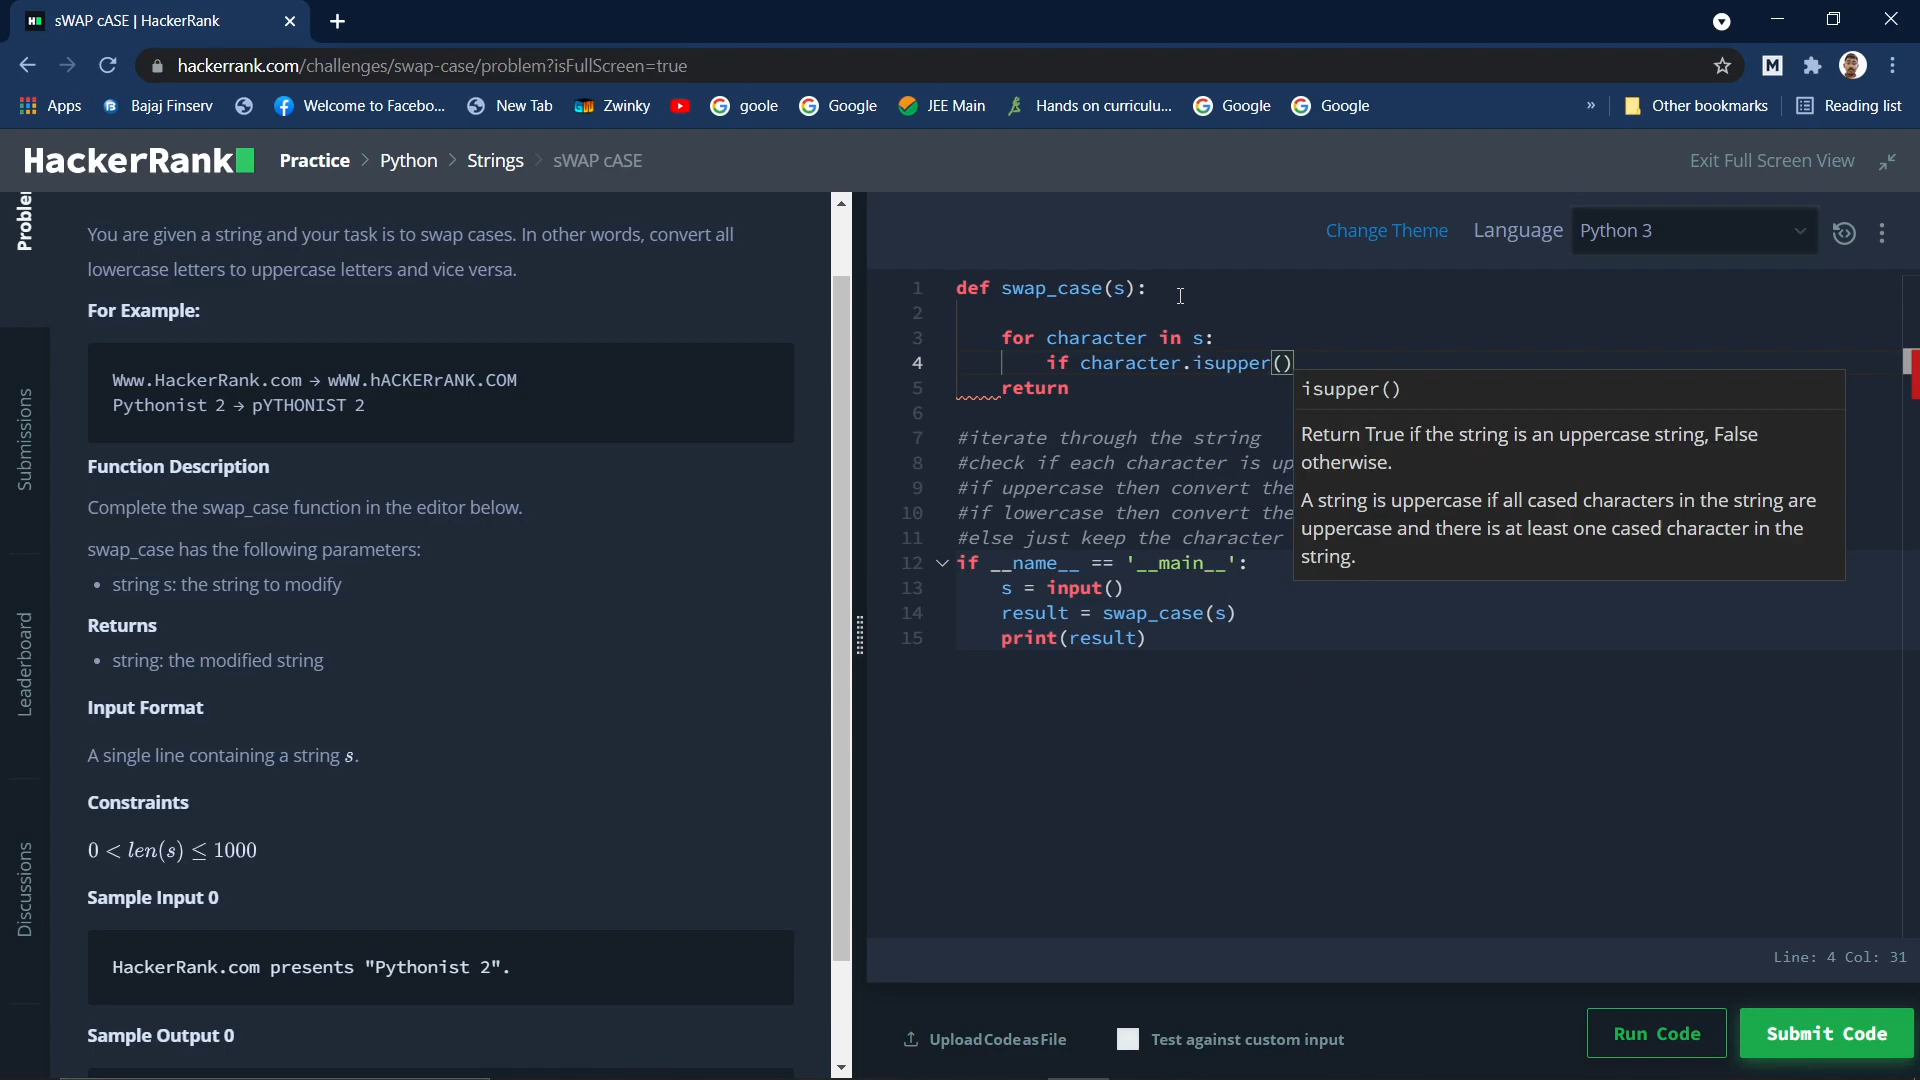 sWAP cASE | HackerRank
hackerrank.com/challenges/swap-case/problem?isFullScreen=true
Apps Bajaj Finserv Welcome to Facebo... New Tab Zwinky goole Google JEE Main Hands on curriculu... Google Google » Other bookmarks Reading list
HackerRank Practice > Python > Strings > sWAP cASE Exit Full Screen View
Problem
Submissions
Leaderboard
Discussions
You are given a string and your task is to swap cases. In other words, convert all
lowercase letters to uppercase letters and vice versa.
For Example:
Www.HackerRank.com → wWW.hACKERrANK.COM
Pythonist 2 → pYTHONIST 2
Function Description
Complete the swap_case function in the editor below.
swap_case has the following parameters:
• string s: the string to modify
Returns
• string: the modified string
Input Format
A single line containing a string s.
Constraints
0 < len(s) ≤ 1000
Sample Input 0
HackerRank.com presents "Pythonist 2".
Sample Output 0
Change Theme Language Python 3
1 def swap_case(s):
2
3 for character in s:
4 if character.isupper()
5 return
6
7 #iterate through the string
8 #check if each character is up
9 #if uppercase then convert the
10 #if lowercase then convert the
11 #else just keep the character
12 if __name__ == '__main__':
13 s = input()
14 result = swap_case(s)
15 print(result)
isupper()
Return True if the string is an uppercase string, False
otherwise.
A string is uppercase if all cased characters in the string are
uppercase and there is at least one cased character in the
string.
Line: 4 Col: 31
Upload Code as File Test against custom input Run Code Submit Code